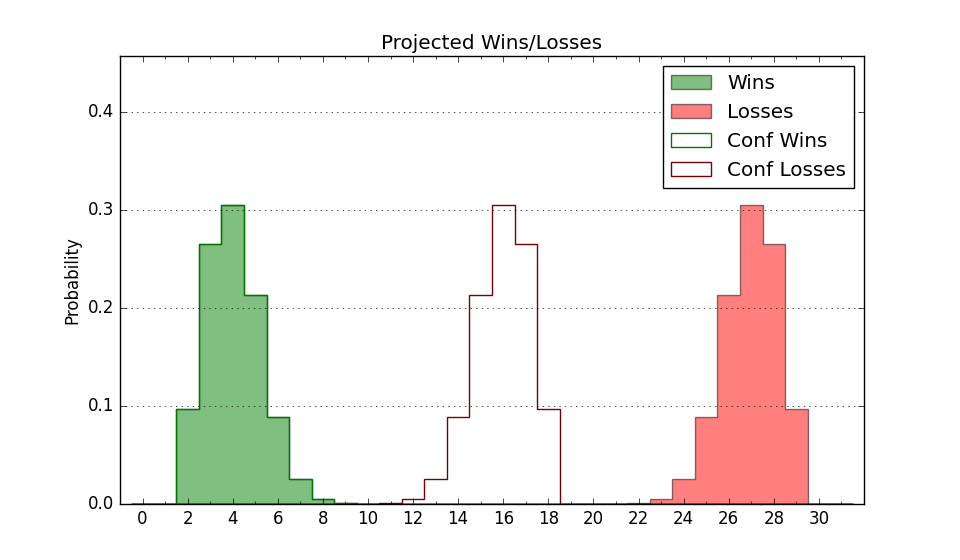 Projected Wins/Losses
Wins
Losses
Conf Wins
Conf Losses
Probability
0.4
0.3
0.2
0.1
0.0
0 2 4 6 8 10 12 14 16 18 20 22 24 26 28 30